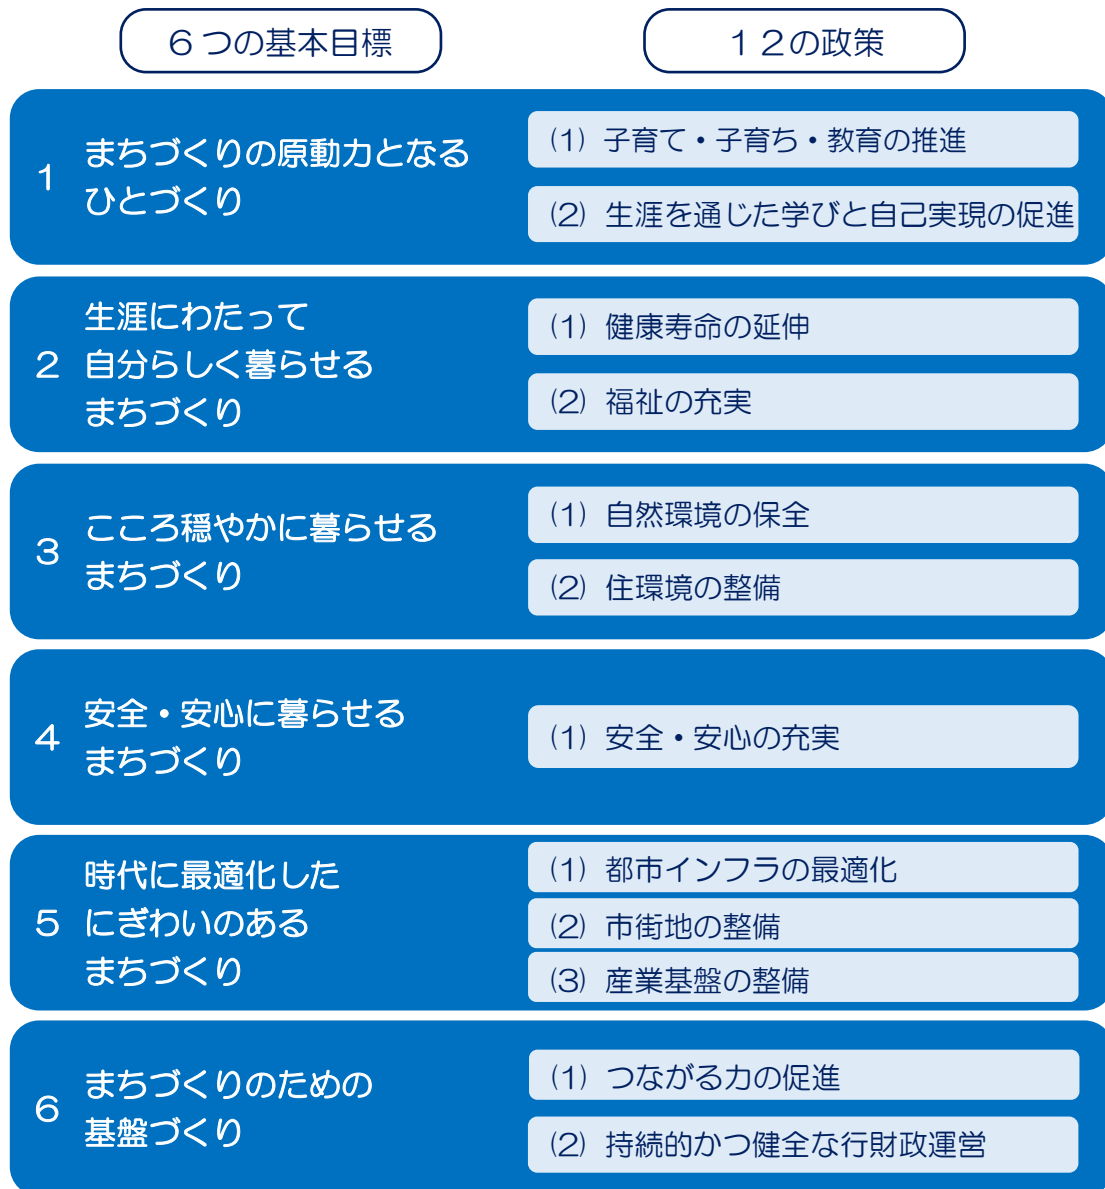 ６つの基本目標
１２の政策
1
まちづくりの原動力となる
ひとづくり
(1) 子育て・子育ち・教育の推進
(2) 生涯を通じた学びと自己実現の促進
2
生涯にわたって
自分らしく暮らせる
まちづくり
(1) 健康寿命の延伸
(2) 福祉の充実
3
こころ穏やかに暮らせる
まちづくり
(1) 自然環境の保全
(2) 住環境の整備
4
安全・安心に暮らせる
まちづくり
(1) 安全・安心の充実
5
時代に最適化した
にぎわいのある
まちづくり
(1) 都市インフラの最適化
(2) 市街地の整備
(3) 産業基盤の整備
6
まちづくりのための
基盤づくり
(1) つながる力の促進
(2) 持続的かつ健全な行財政運営